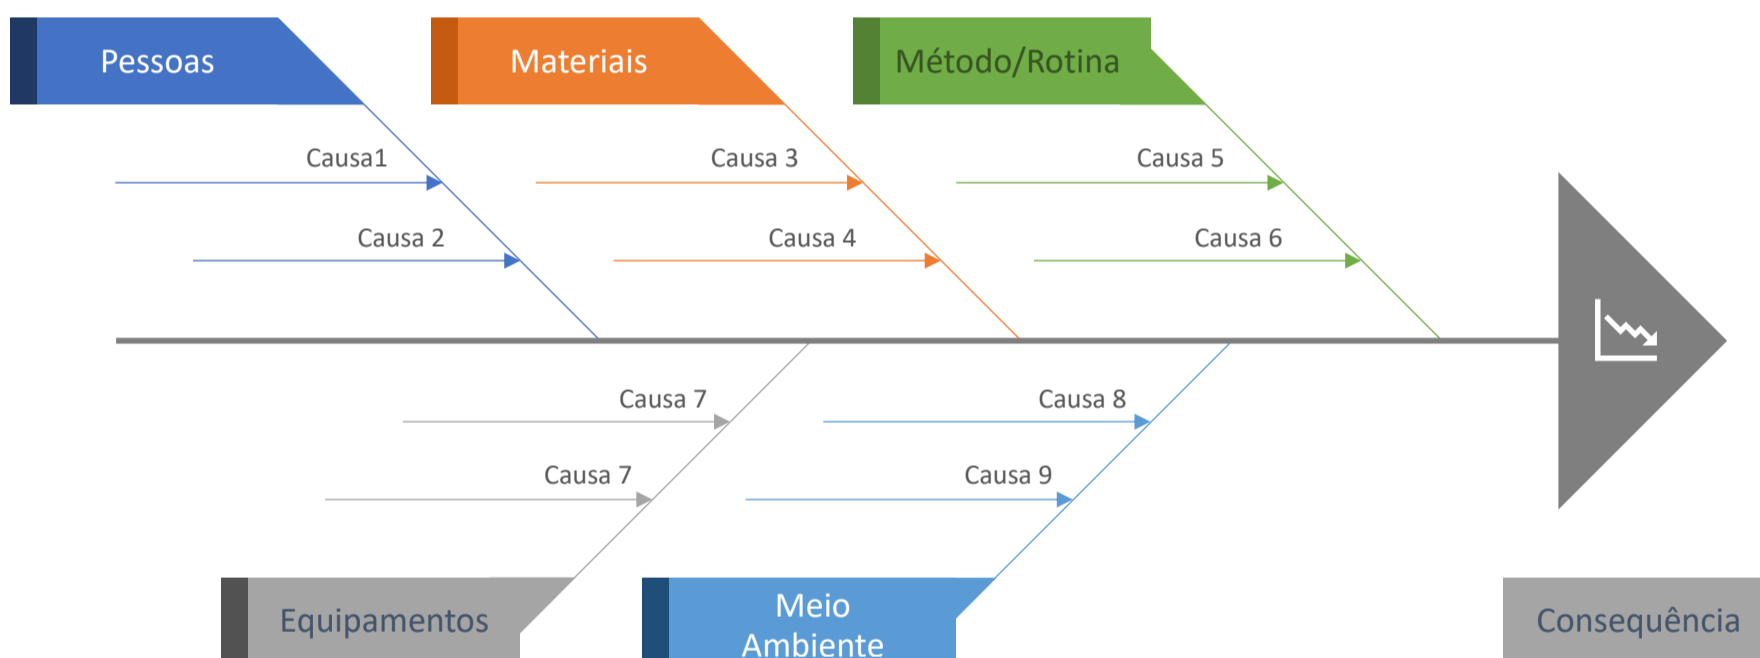 Pessoas
Materiais
Método/Rotina
Causa1
Causa 3
Causa 5
Causa 2
Causa 4
Causa 6
Causa 7
Causa 8
Causa 7
Causa 9
Equipamentos
Meio
Ambiente
Consequência